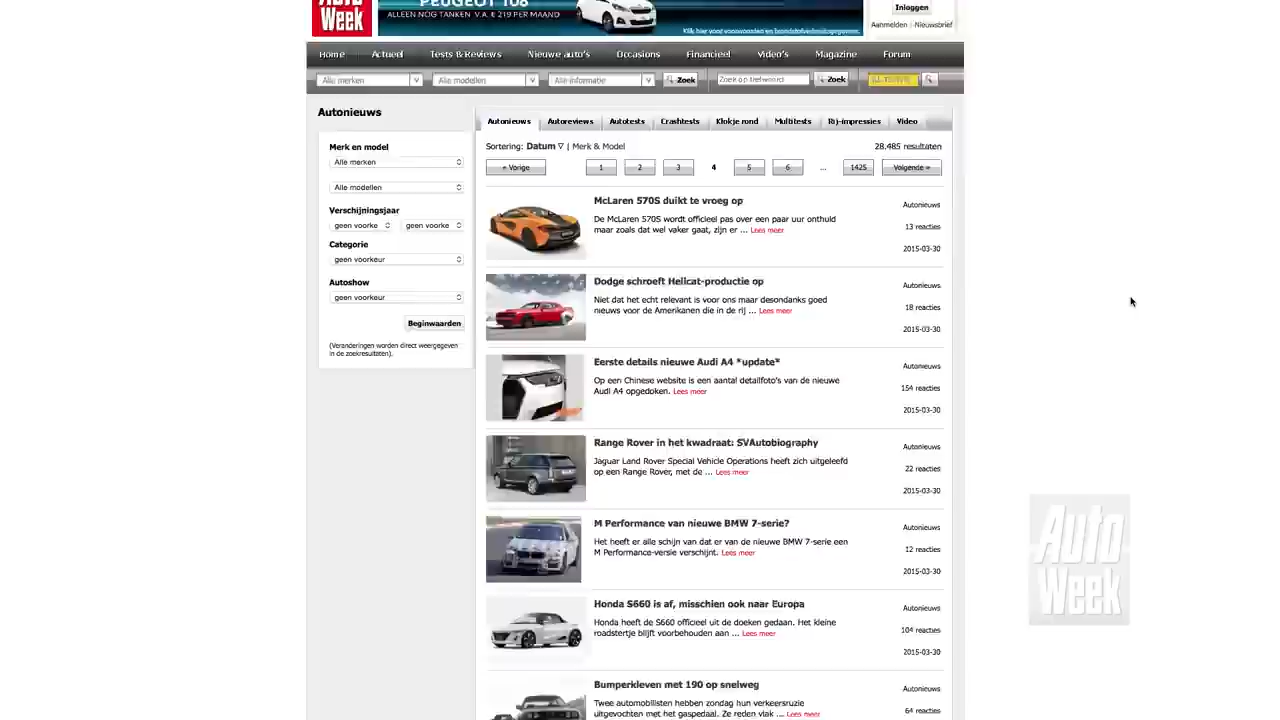 Auto
Week
PEUGEOT 108
ALLEEN NOG TANKEN V.A. € 219 PER MAAND
Klik hier voor voorwaarden en brandstofverbruikgegevens.
Inloggen
Aanmelden Nieuwsbrief
Home Actueel Tests & Reviews Nieuwe auto's Occasions Financieel Video's Magazine Forum
Alle merken Alle modellen Alle informatie Zoek Zoek op trefwoord Zoek
Autonieuws
Merk en model
Alle merken
Alle modellen
Verschijningsjaar
geen voorke geen voorke
Categorie
geen voorkeur
Autoshow
geen voorkeur
Beginwaarden
(Veranderingen worden direct weergegeven
in de zoekresultaten).
Autonieuws Autoreviews Autotests Crashtests Klokje rond Multitests Rij-impressies Video
Sortering: Datum ▽ | Merk & Model 28.485 resultaten
« Vorige 1 2 3 4 5 6 ... 1425 Volgende »
McLaren 570S duikt te vroeg op
De McLaren 570S wordt officieel pas over een paar uur onthuld
maar zoals dat wel vaker gaat, zijn er ... Lees meer
Autonieuws
13 reacties
2015-03-30
Dodge schroeft Hellcat-productie op
Niet dat het echt relevant is voor ons maar desondanks goed
nieuws voor de Amerikanen die in de rij ... Lees meer
Autonieuws
18 reacties
2015-03-30
Eerste details nieuwe Audi A4 *update*
Op een Chinese website is een aantal detailfoto's van de nieuwe
Audi A4 opgedoken. Lees meer
Autonieuws
154 reacties
2015-03-30
Range Rover in het kwadraat: SVAutobiography
Jaguar Land Rover Special Vehicle Operations heeft zich uitgeleefd
op een Range Rover, met de ... Lees meer
Autonieuws
22 reacties
2015-03-30
M Performance van nieuwe BMW 7-serie?
Het heeft er alle schijn van dat er van de nieuwe BMW 7-serie een
M Performance-versie verschijnt. Lees meer
Autonieuws
12 reacties
2015-03-30
Honda S660 is af, misschien ook naar Europa
Honda heeft de S660 officieel uit de doeken gedaan. Het kleine
roadstertje blijft voorbehouden aan ... Lees meer
Autonieuws
104 reacties
2015-03-30
Bumperkleven met 190 op snelweg
Twee automobilisten hebben zondag hun verkeersruzie
uitgevochten met het gaspedaal. Ze reden vlak ... Lees meer
Autonieuws
64 reacties
Auto
Week